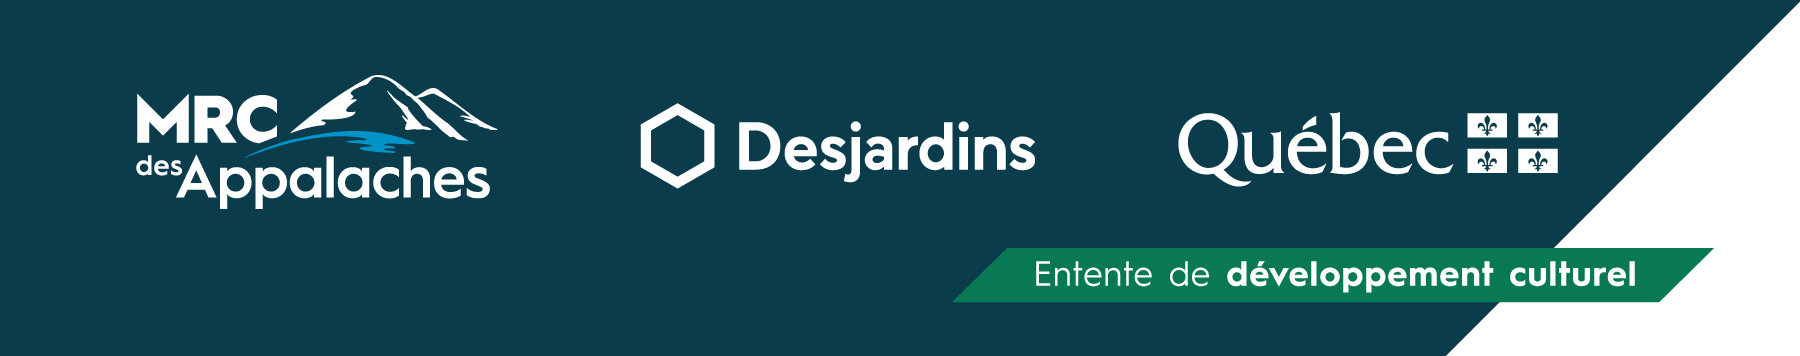 MRC
des Appalaches
Desjardins
Québec
Entente de développement culturel